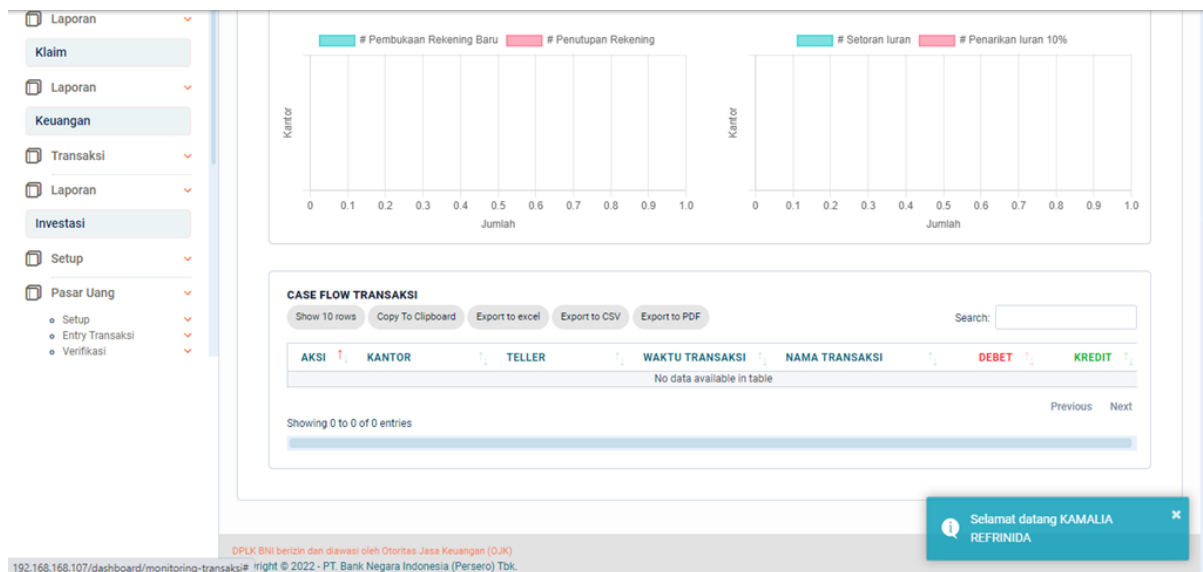 Laporan
Klaim
Laporan
Keuangan
Transaksi
Laporan
Investasi
Setup
Pasar Uang
Setup
Entry Transaksi
Verifikasi
# Pembukaan Rekening Baru # Penutupan Rekening
Kantor
0 0.1 0.2 0.3 0.4 0.5 0.6 0.7 0.8 0.9 1.0
Jumlah
# Setoran Iuran # Penarikan Iuran 10%
Kantor
0 0.1 0.2 0.3 0.4 0.5 0.6 0.7 0.8 0.9 1.0
Jumlah
CASE FLOW TRANSAKSI
Show 10 rows Copy To Clipboard Export to excel Export to CSV Export to PDF Search:
AKSI KANTOR TELLER WAKTU TRANSAKSI NAMA TRANSAKSI DEBET KREDIT
No data available in table
Previous Next
Showing 0 to 0 of 0 entries
Selamat datang KAMALIA
REFRINIDA
DPLK BNI berizin dan diawasi oleh Otoritas Jasa Keuangan (OJK)
192.168.168.107/dashboard/monitoring-transaksi# yright © 2022 - PT. Bank Negara Indonesia (Persero) Tbk.